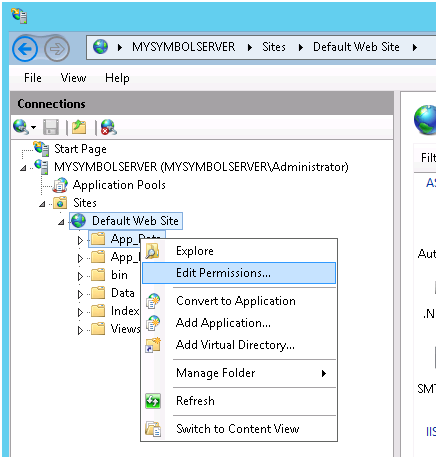 MYSYMBOLSERVER Sites Default Web Site
File View Help
Connections
Start Page
MYSYMBOLSERVER (MYSYMBOLSERVER\Administrator)
Application Pools
Sites
Default Web Site
App_Data
App_
bin
Data
Index
Views
Explore
Edit Permissions...
Convert to Application
Add Application...
Add Virtual Directory...
Manage Folder
Refresh
Switch to Content View
Filt
AS
Aut
.N
SMT
IIS